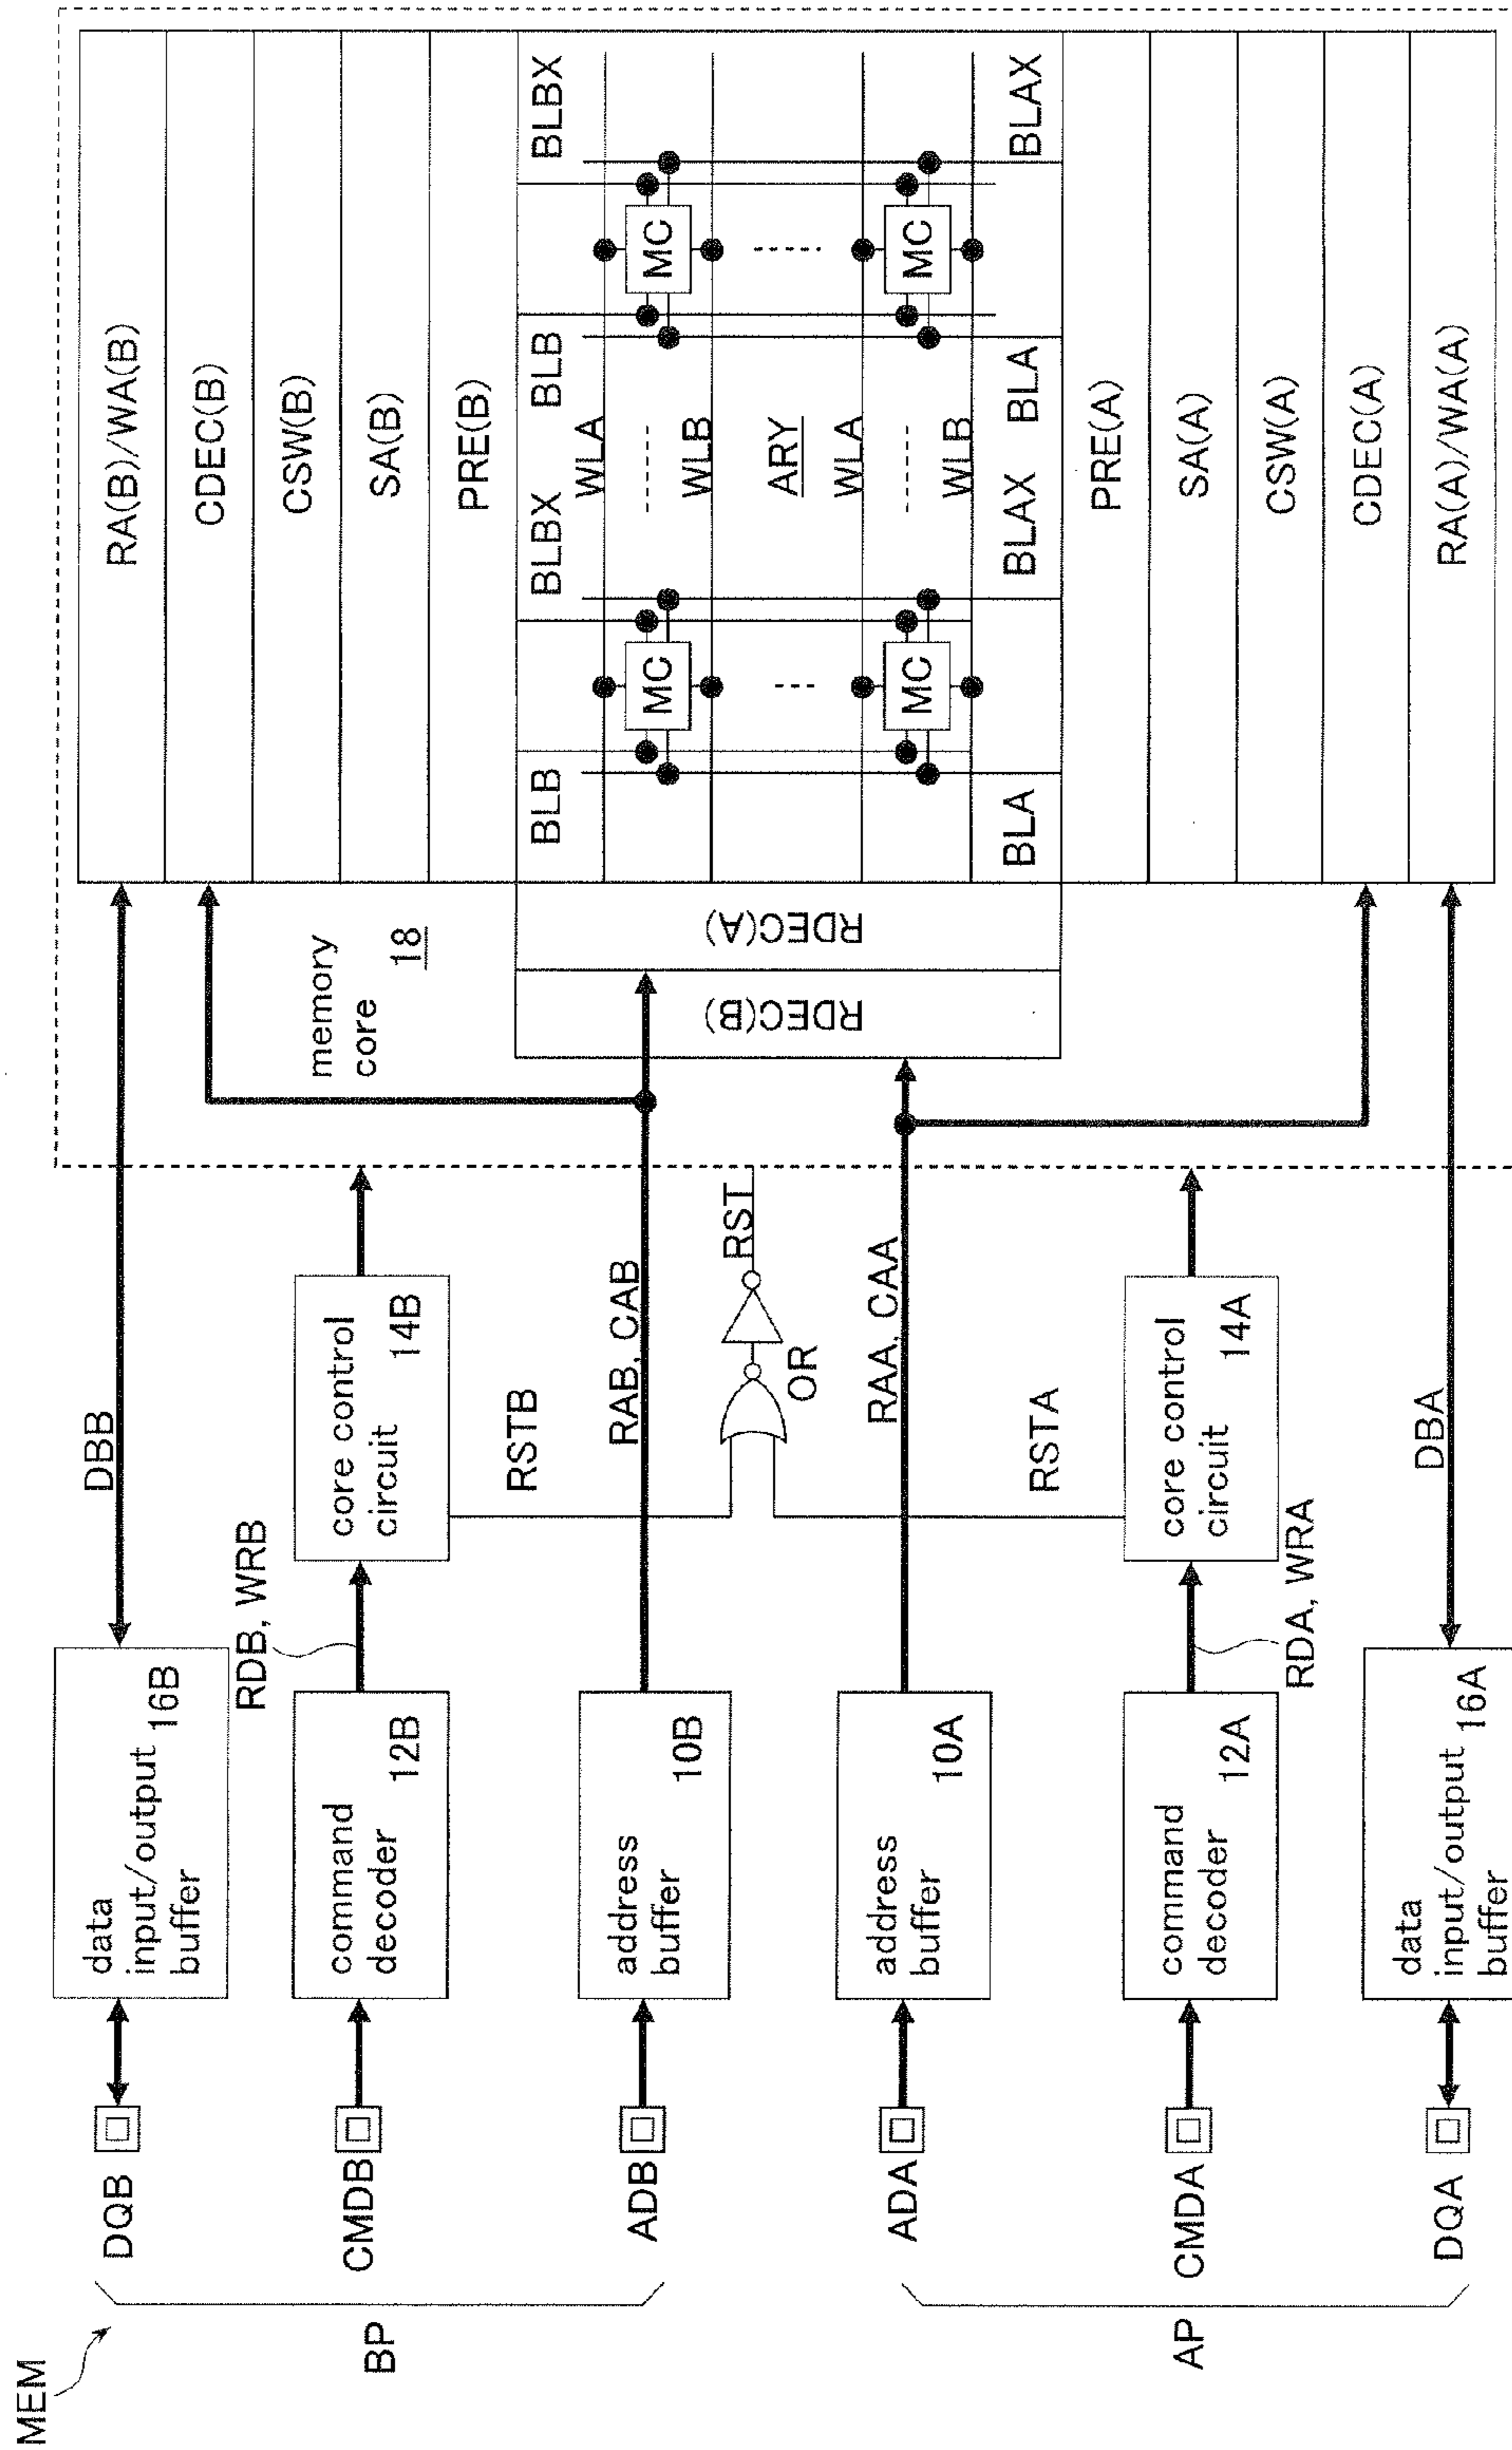 MEM
BP
DQB
CMDB
ADB
AP
ADA
CMDA
DQA
data
input/output
buffer
16B
command
decoder
12B
address
buffer
10B
address
buffer
10A
command
decoder
12A
data
input/output
buffer
16A
DBB
RDB, WRB
core control
circuit
14B
RSTB
RAB, CAB
RST
OR
RAA, CAA
RSTA
core control
circuit
14A
RDA, WRA
DBA
memory
core
18
RDEC(B)
RDEC(A)
RA(B)/WA(B)
CDEC(B)
CSW(B)
SA(B)
PRE(B)
BLB
BLBX
BLB
BLBX
WLA
MC
MC
WLB
ARY
WLA
MC
MC
WLB
BLA
BLAX
BLA
BLAX
PRE(A)
SA(A)
CSW(A)
CDEC(A)
RA(A)/WA(A)